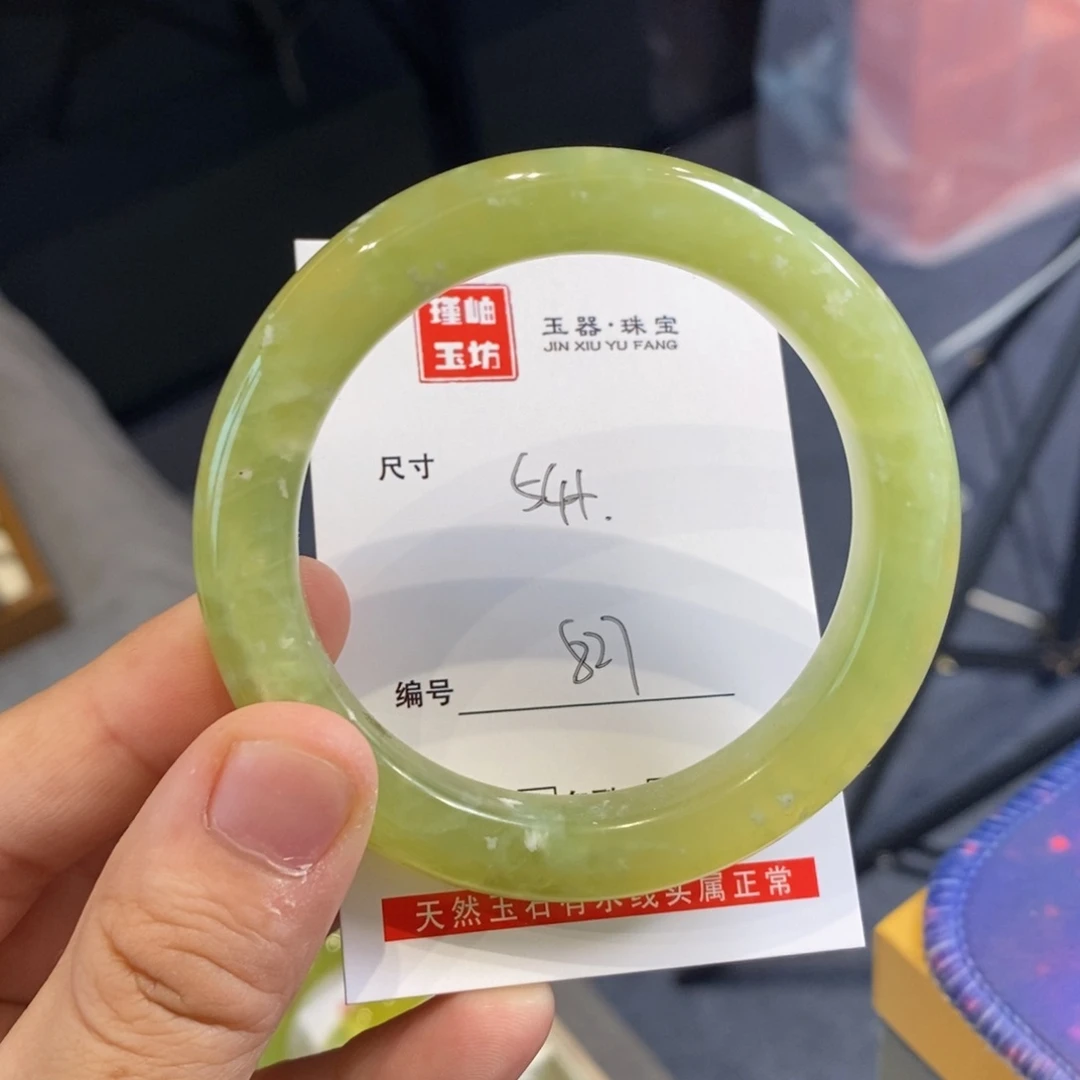 瑾岫
玉坊
玉器·珠宝
JIN XIU YU FANG
尺寸
54+.
编号
827
天然玉石有水线实属正常